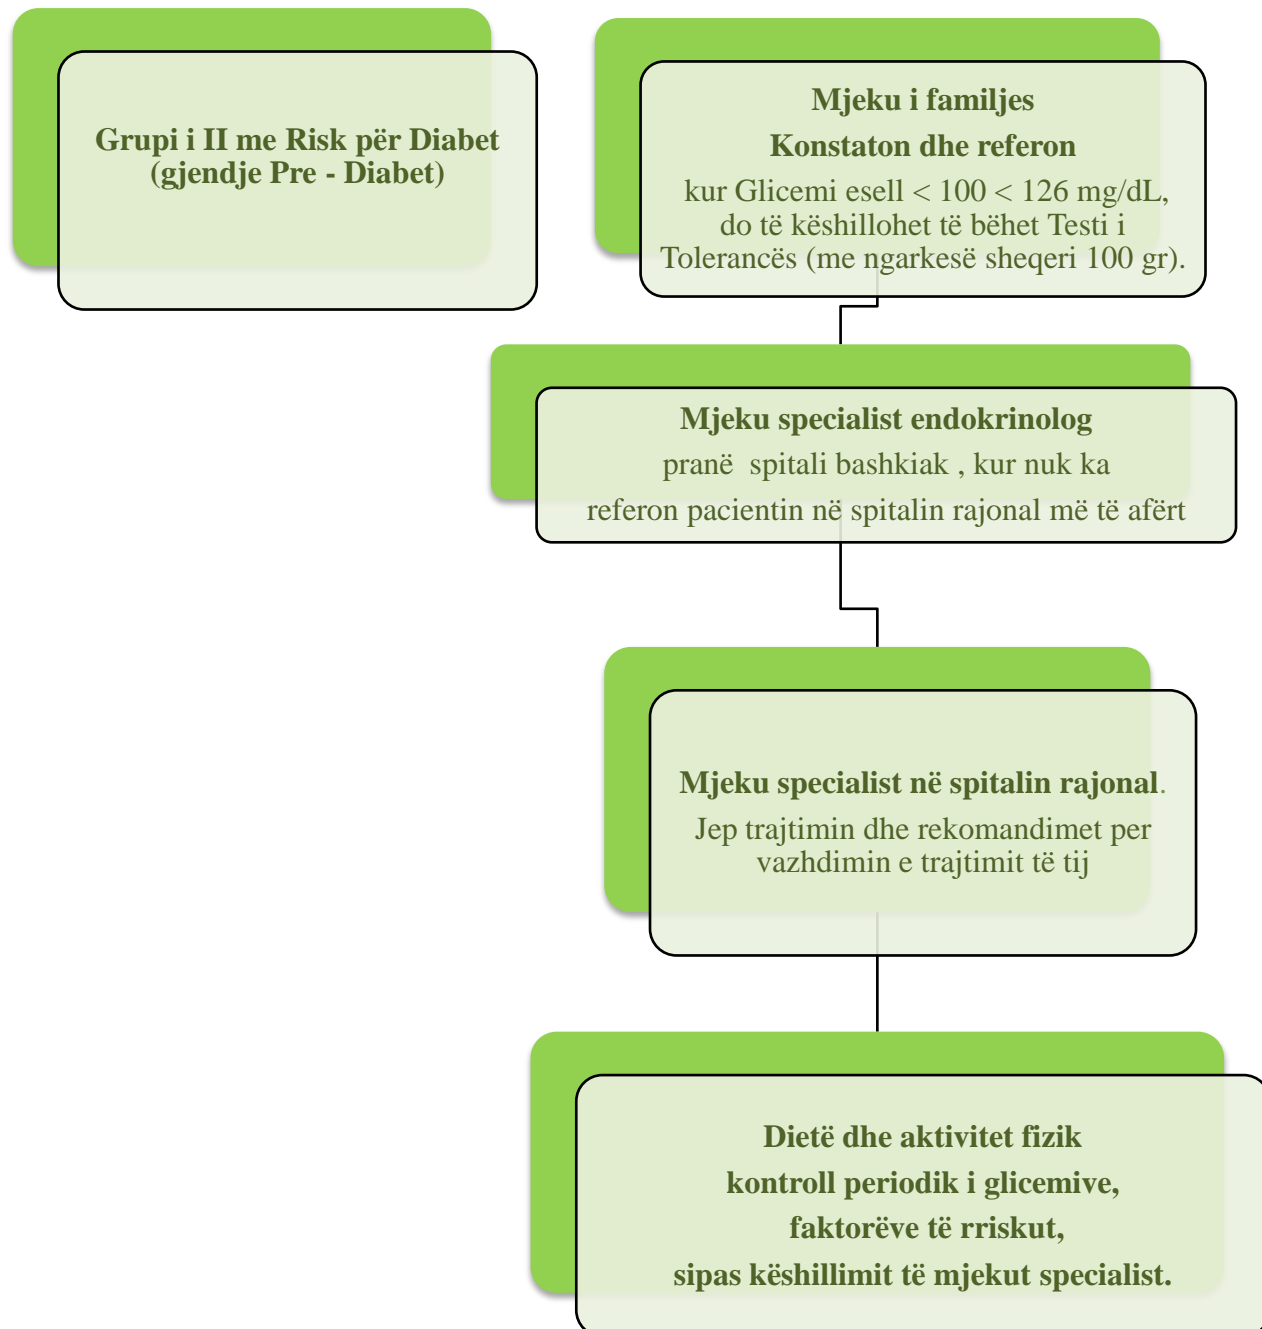 Grupi i II me Risk për Diabet
(gjendje Pre - Diabet)
Mjeku i familjes
Konstaton dhe referon
kur Glicemi esell < 100 < 126 mg/dL,
do të këshillohet të bëhet Testi i
Tolerancës (me ngarkesë sheqeri 100 gr).
Mjeku specialist endokrinolog
pranë spitali bashkiak , kur nuk ka
referon pacientin në spitalin rajonal më të afërt
Mjeku specialist në spitalin rajonal.
Jep trajtimin dhe rekomandimet per
vazhdimin e trajtimit të tij
Dietë dhe aktivitet fizik
kontroll periodik i glicemive,
faktorëve të rriskut,
sipas këshillimit të mjekut specialist.